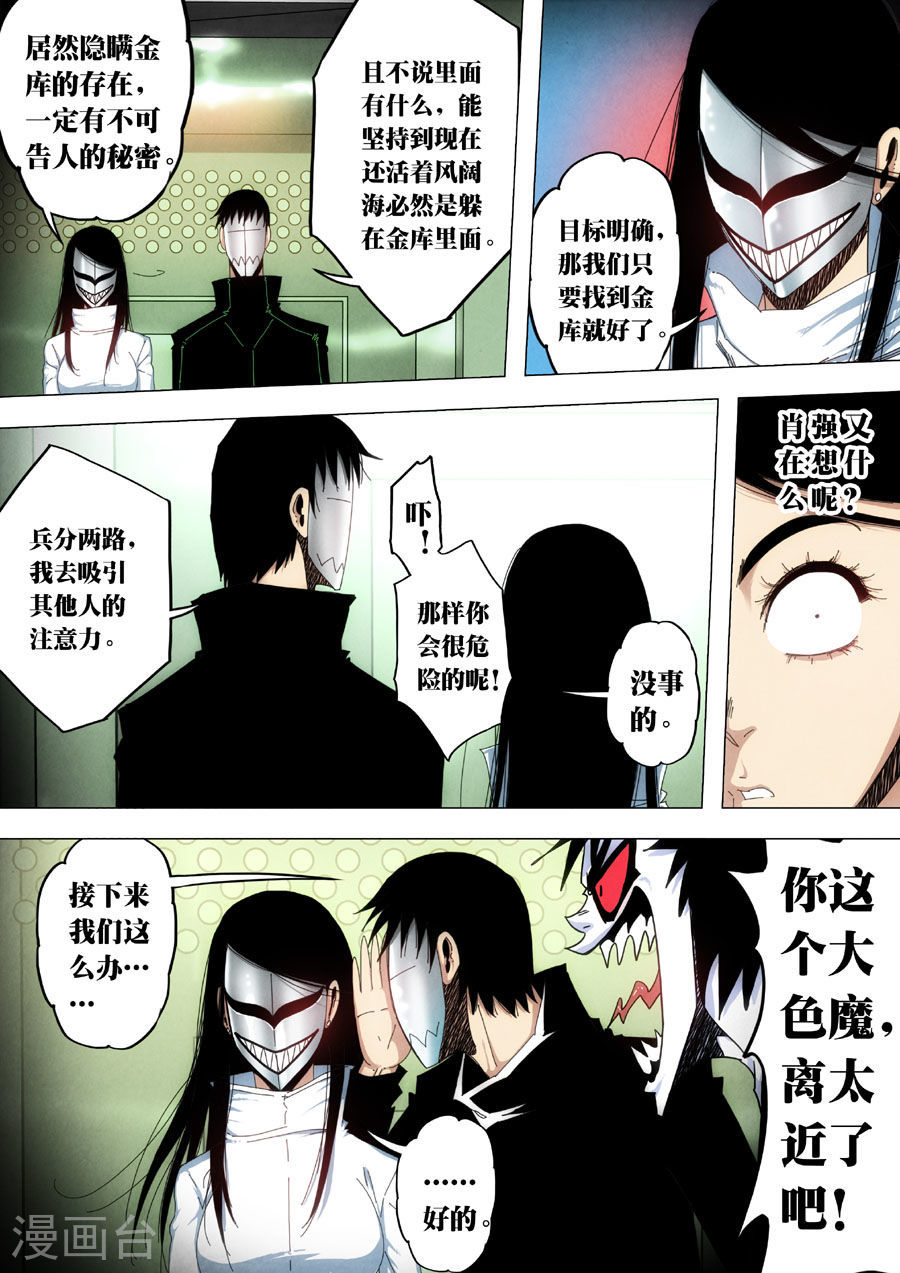 居然隐瞒金
库的存在，
一定有不可
告人的秘密。
且不说里面
有什么，能
坚持到现在
还活着风阔
海必然是躲
在金库里面。
目标明确，
那我们只
要找到金
库就好了。
兵分两路，
我去吸引
其他人的
注意力。
吓！
那样你
会很危
险的呢！
没事
的。
肖强又
在想什
么呢？
接下来
我们这
么办……
……
……
好的。
你这
个大
色魔，
离太
近了
吧！
漫画台